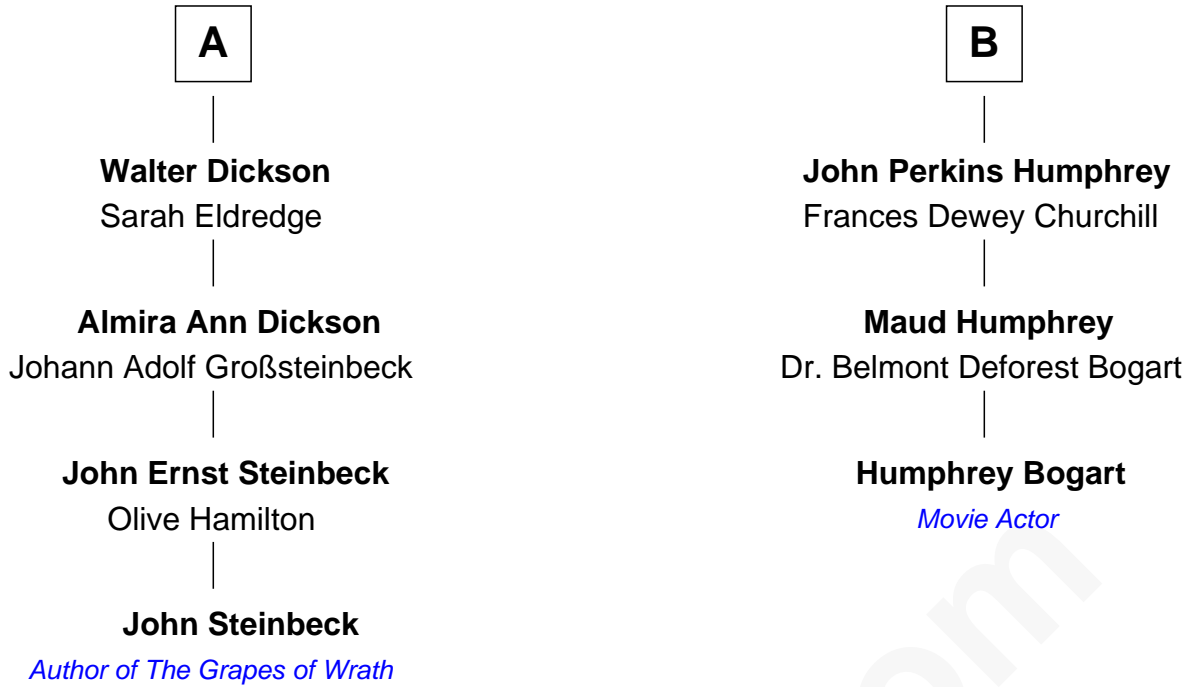 A
Walter Dickson
Sarah Eldredge
Almira Ann Dickson
Johann Adolf Großsteinbeck
John Ernst Steinbeck
Olive Hamilton
John Steinbeck
Author of The Grapes of Wrath
B
John Perkins Humphrey
Frances Dewey Churchill
Maud Humphrey
Dr. Belmont Deforest Bogart
Humphrey Bogart
Movie Actor
om